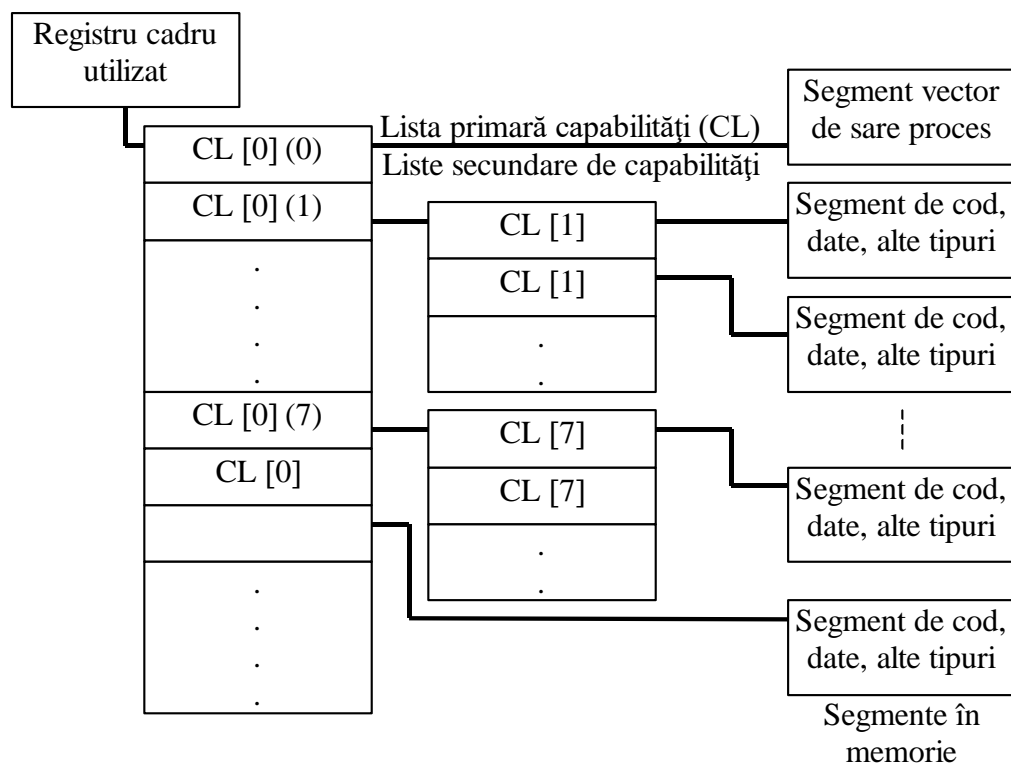 Registru cadru
utilizat
CL [0] (0)
CL [0] (1)
.
.
.
.
CL [0] (7)
CL [0]
.
.
.
.
Lista primară capabilităţi (CL)
Liste secundare de capabilităţi
CL [1]
CL [1]
.
.
CL [7]
CL [7]
.
.
Segment vector
de sare proces
Segment de cod,
date, alte tipuri
Segment de cod,
date, alte tipuri
Segment de cod,
date, alte tipuri
Segment de cod,
date, alte tipuri
Segmente în
memorie